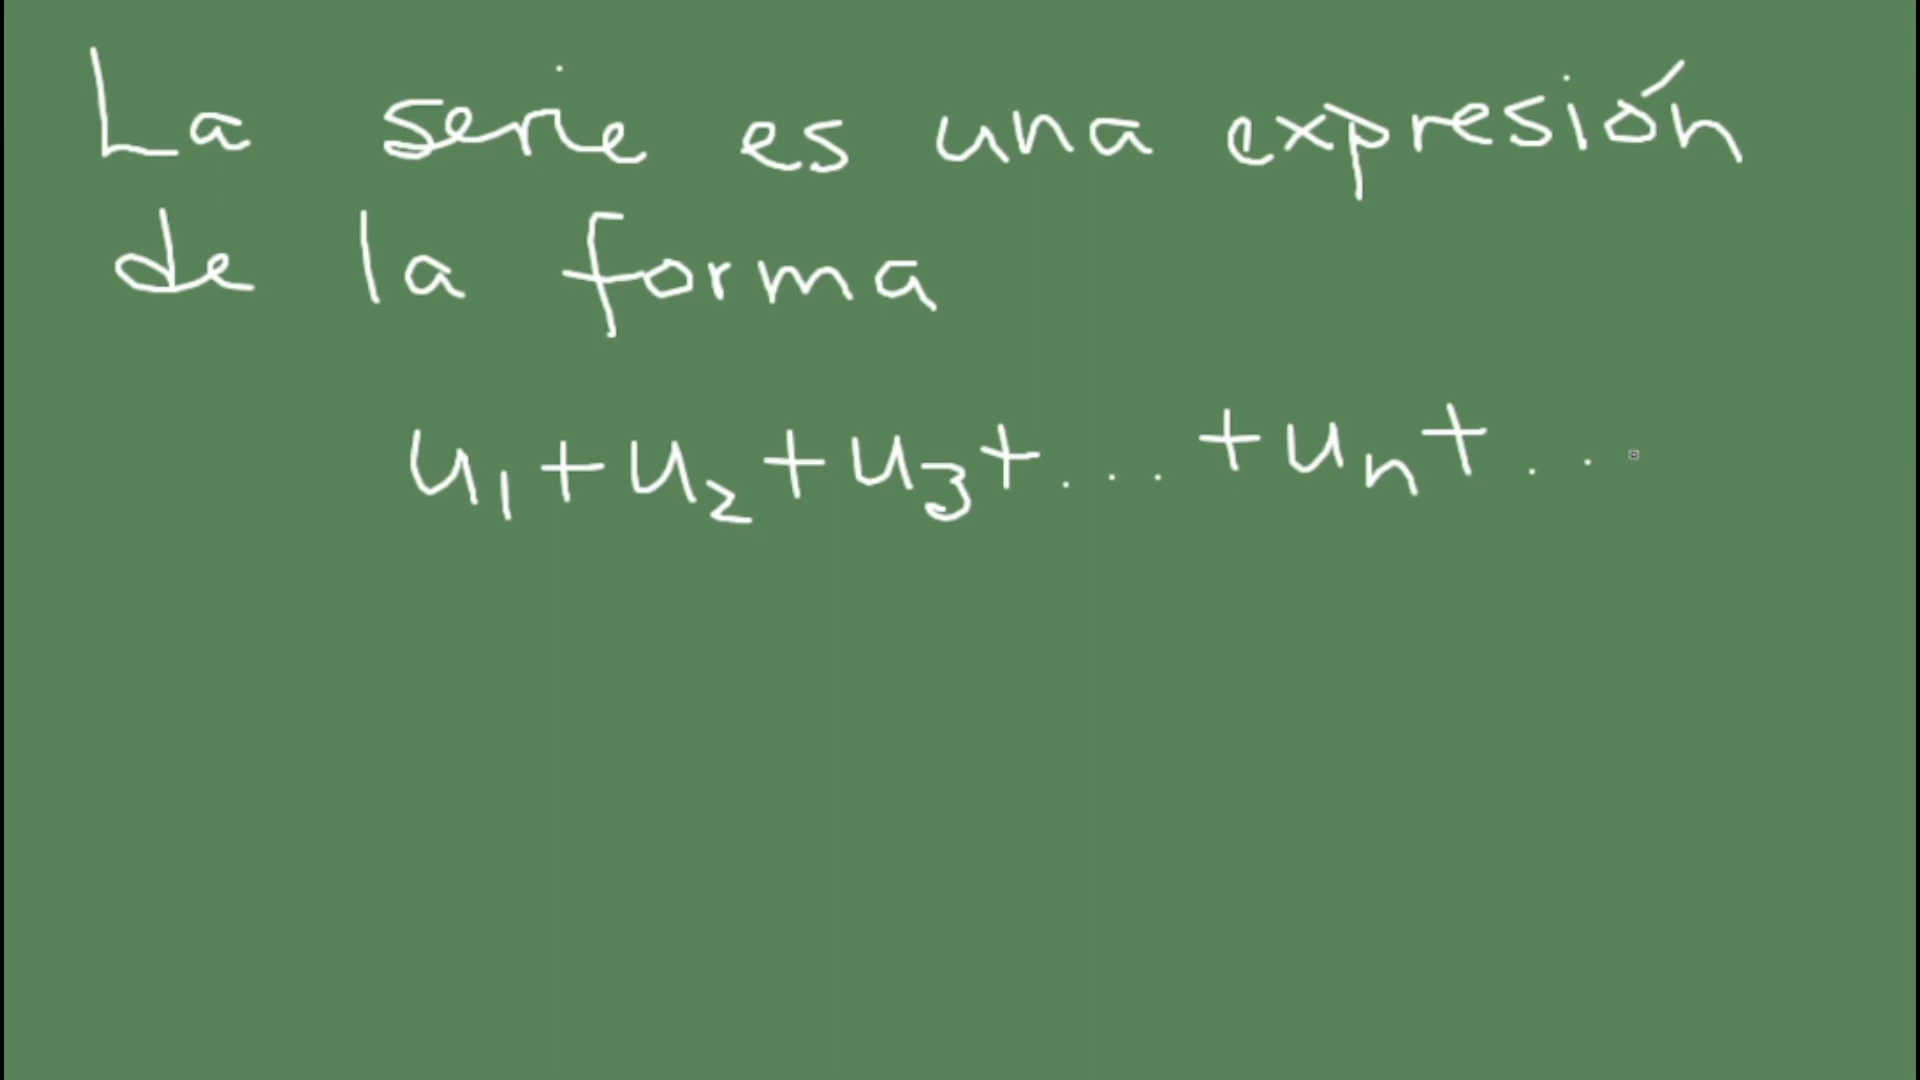 La serie es una expresión
de la forma
u₁+u₂+u₃+...+uₙ+...